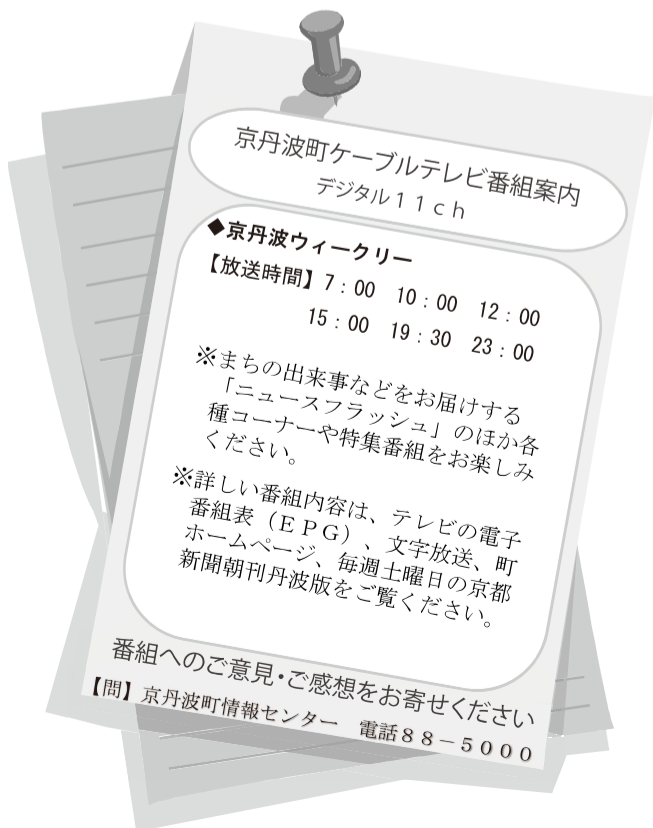 京丹波町ケーブルテレビ番組案内
デジタル１１ｃｈ
◆京丹波ウィークリー
【放送時間】7：00　10：00　12：00
15：00　19：30　23：00
※まちの出来事などをお届けする
「ニュースフラッシュ」のほか各
種コーナーや特集番組をお楽しみ
ください。
※詳しい番組内容は、テレビの電子
番組表（ＥＰＧ）、文字放送、町
ホームページ、毎週土曜日の京都
新聞朝刊丹波版をご覧ください。
番組へのご意見・ご感想をお寄せください
【問】京丹波町情報センター　電話８８－５０００